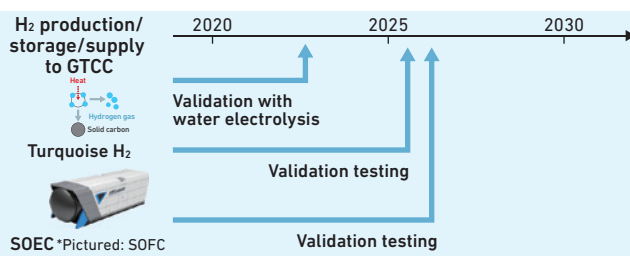 H₂ production/
storage/supply
to GTCC
2020
2025
2030
Heat
Hydrogen gas
Solid carbon
Validation with
water electrolysis
Turquoise H₂
Validation testing
SOEC *Pictured: SOFC
Validation testing